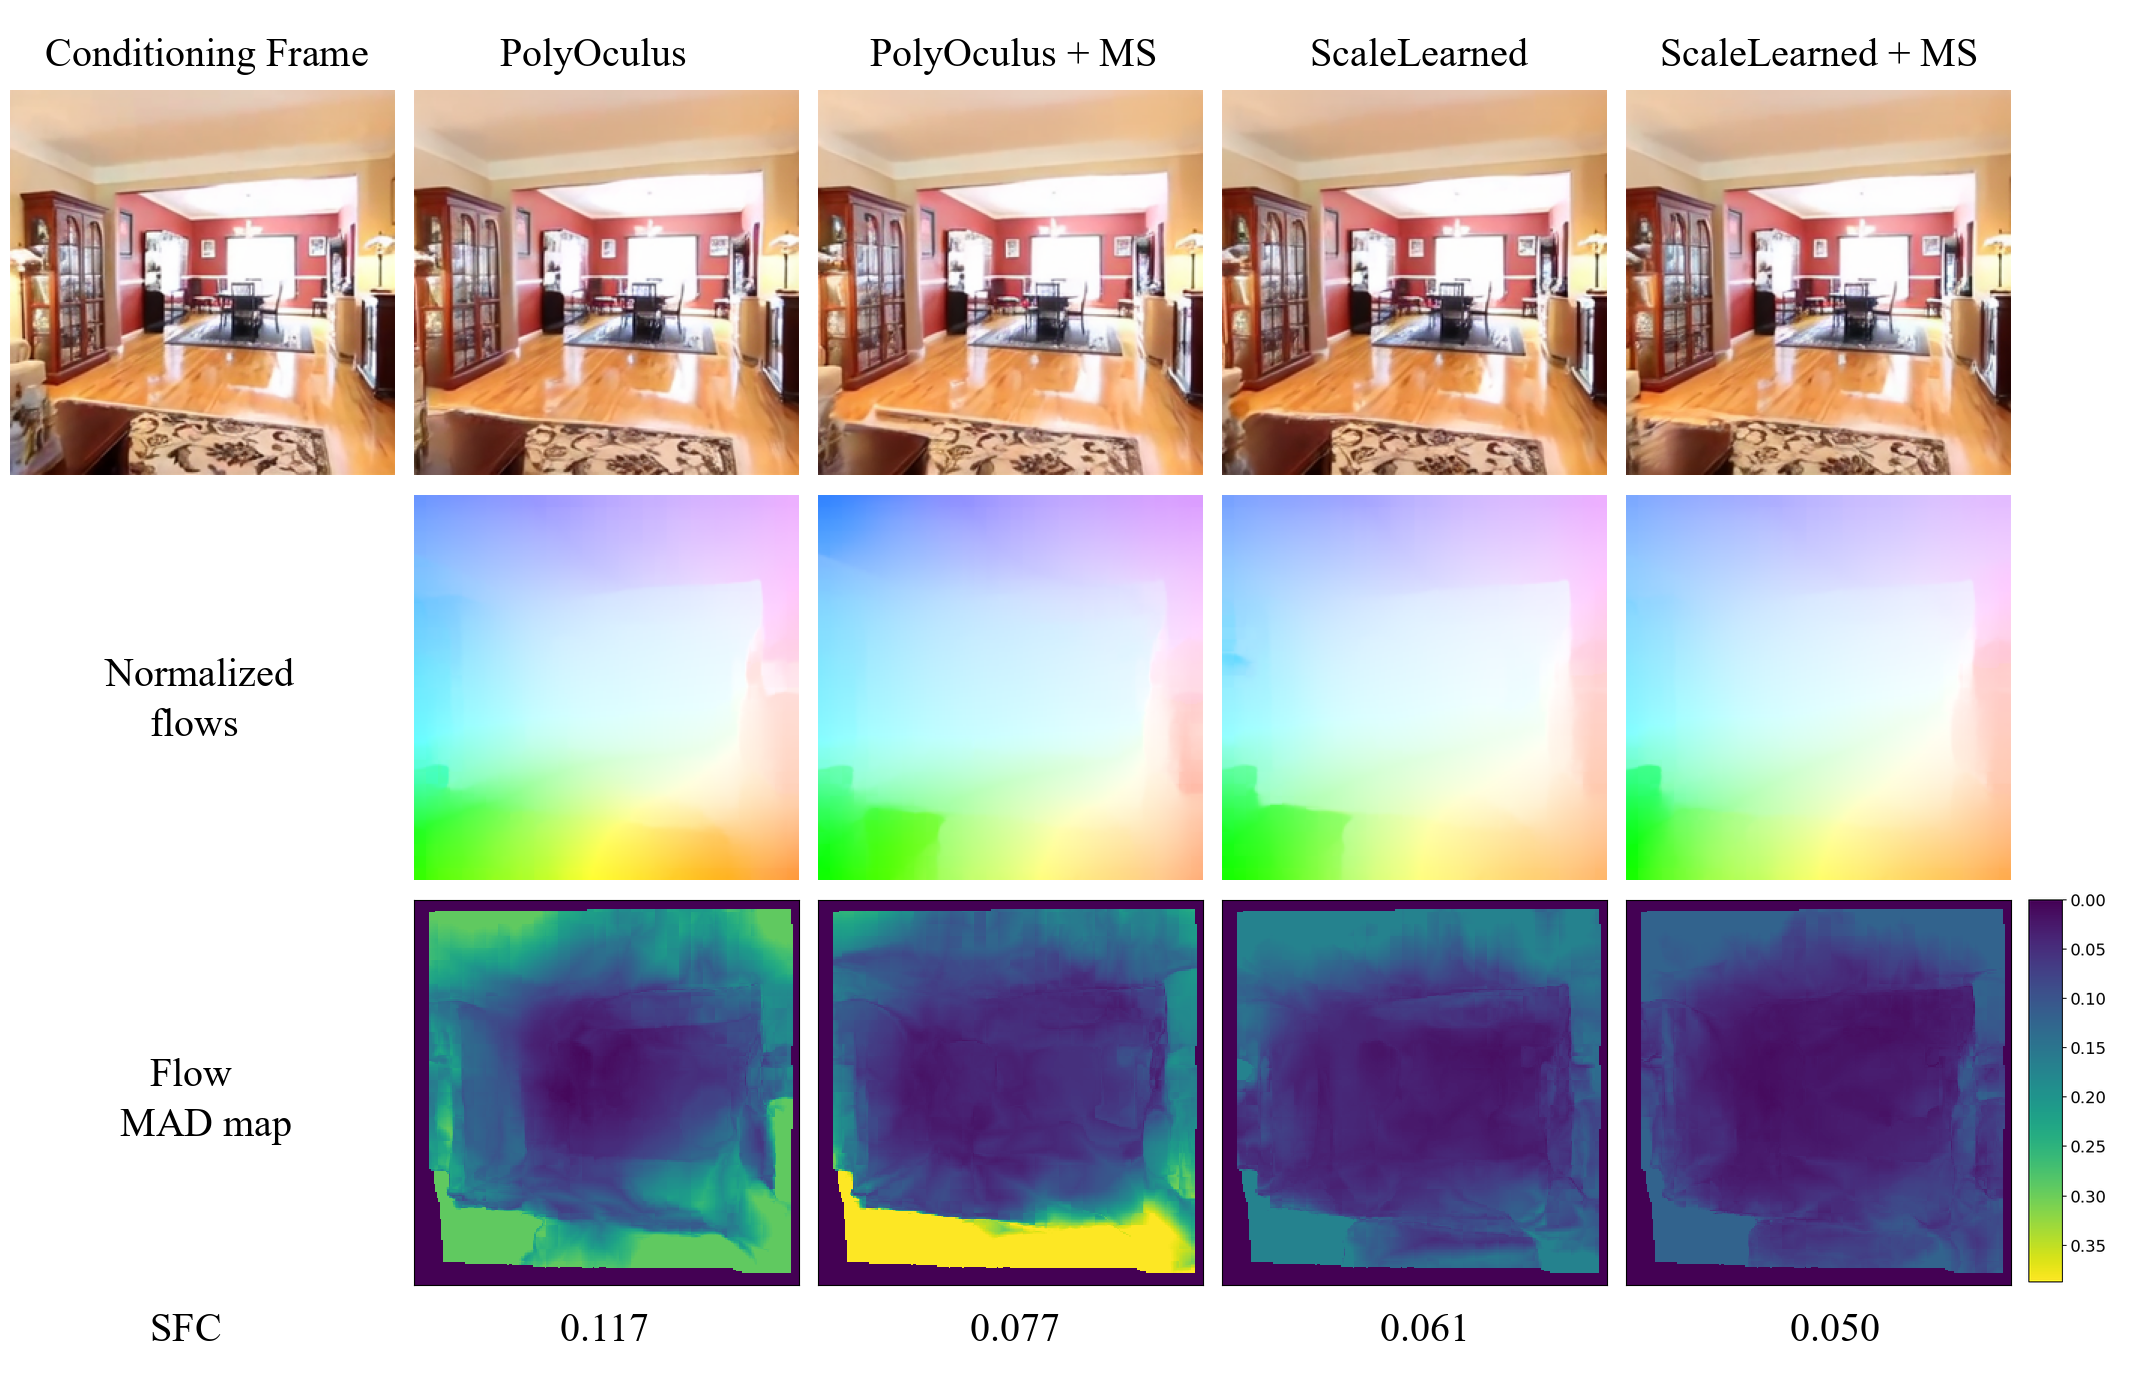 Conditioning Frame
PolyOculus
PolyOculus + MS
ScaleLearned
ScaleLearned + MS
Normalized
flows
Flow
MAD map
0.00
0.05
0.10
0.15
0.20
0.25
0.30
0.35
SFC
0.117
0.077
0.061
0.050